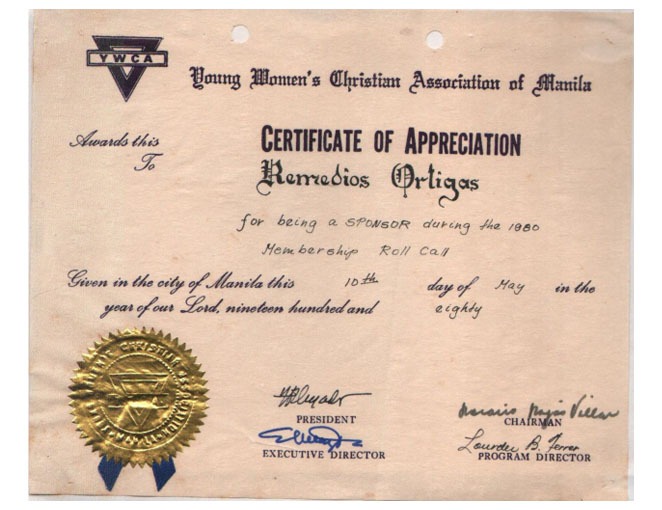 YWCA
Young Women's Christian Association of Manila
Awards this
To
CERTIFICATE OF APPRECIATION
Remedios Ortigas
for being a SPONSOR during the 1980
Membership Roll Call
Given in the city of Manila this 10th day of May in the
year of our Lord, nineteen hundred and eighty
PRESIDENT
CHAIRMAN
EXECUTIVE DIRECTOR
Lourdes B. Ferrer
PROGRAM DIRECTOR